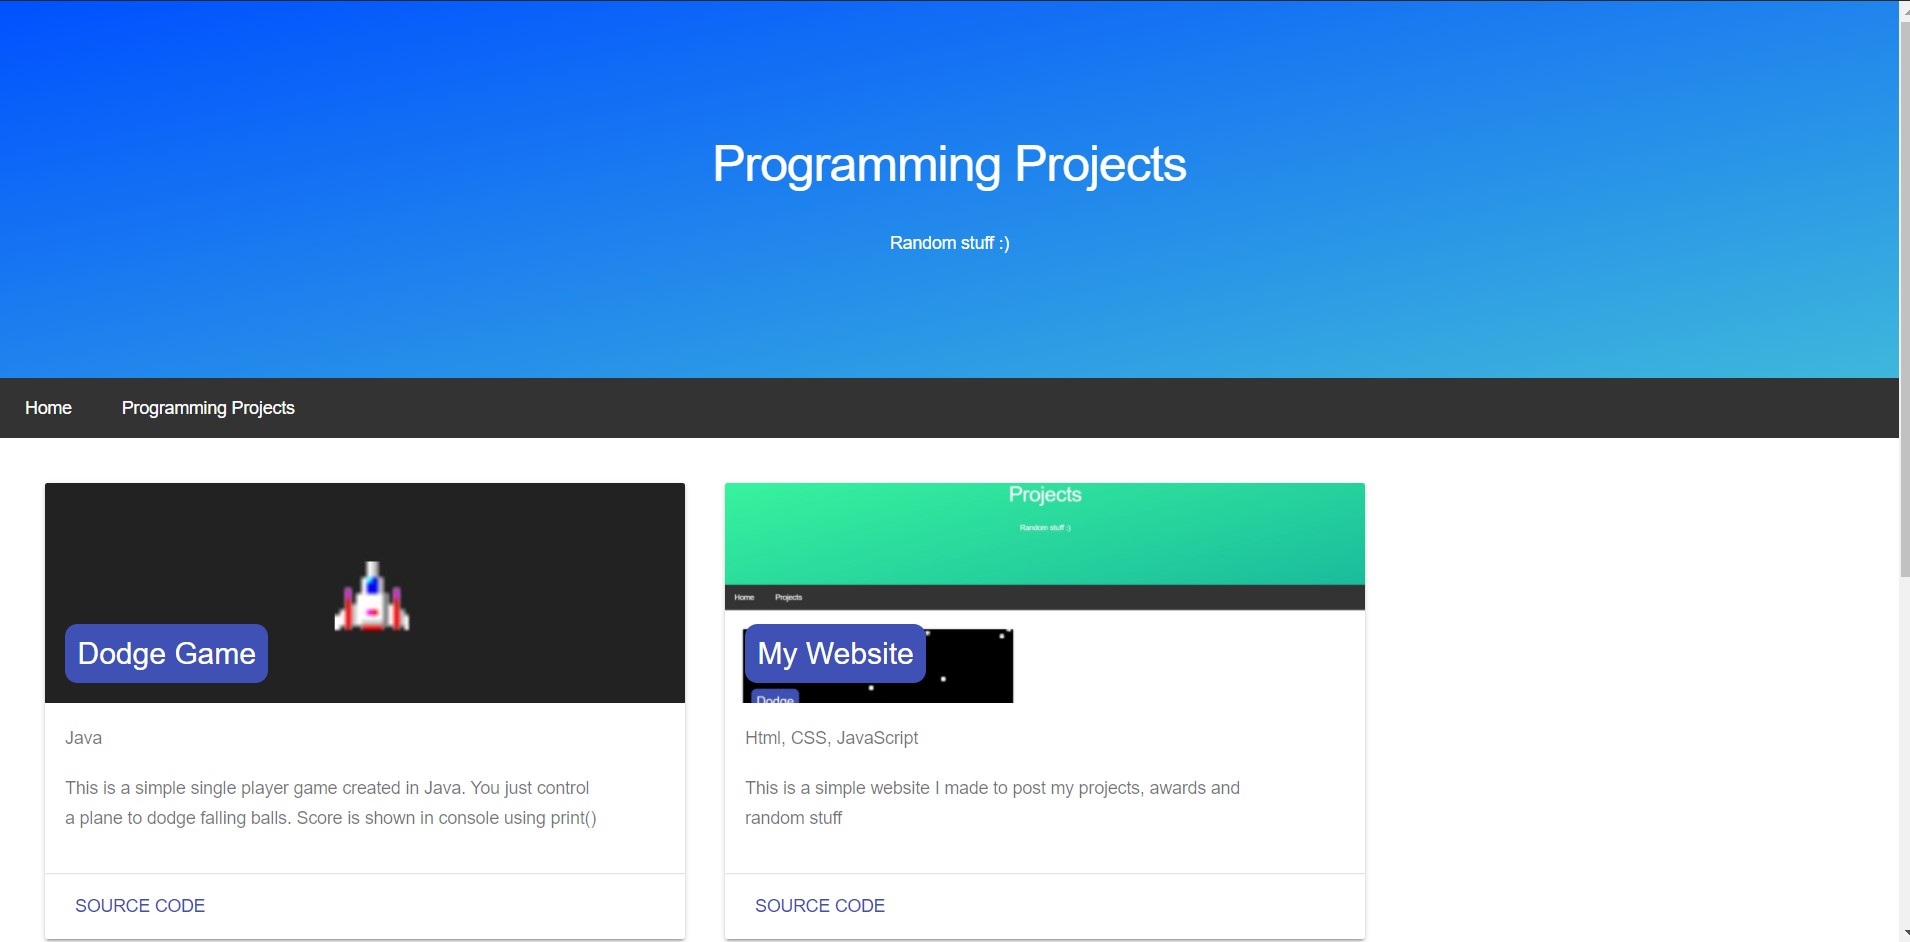 Programming Projects
Random stuff :)
Home
Programming Projects
Dodge Game
Java
This is a simple single player game created in Java. You just control
a plane to dodge falling balls. Score is shown in console using print()
SOURCE CODE
Projects
Random stuff :)
Home
Projects
My Website
Dodge
Html, CSS, JavaScript
This is a simple website I made to post my projects, awards and
random stuff
SOURCE CODE